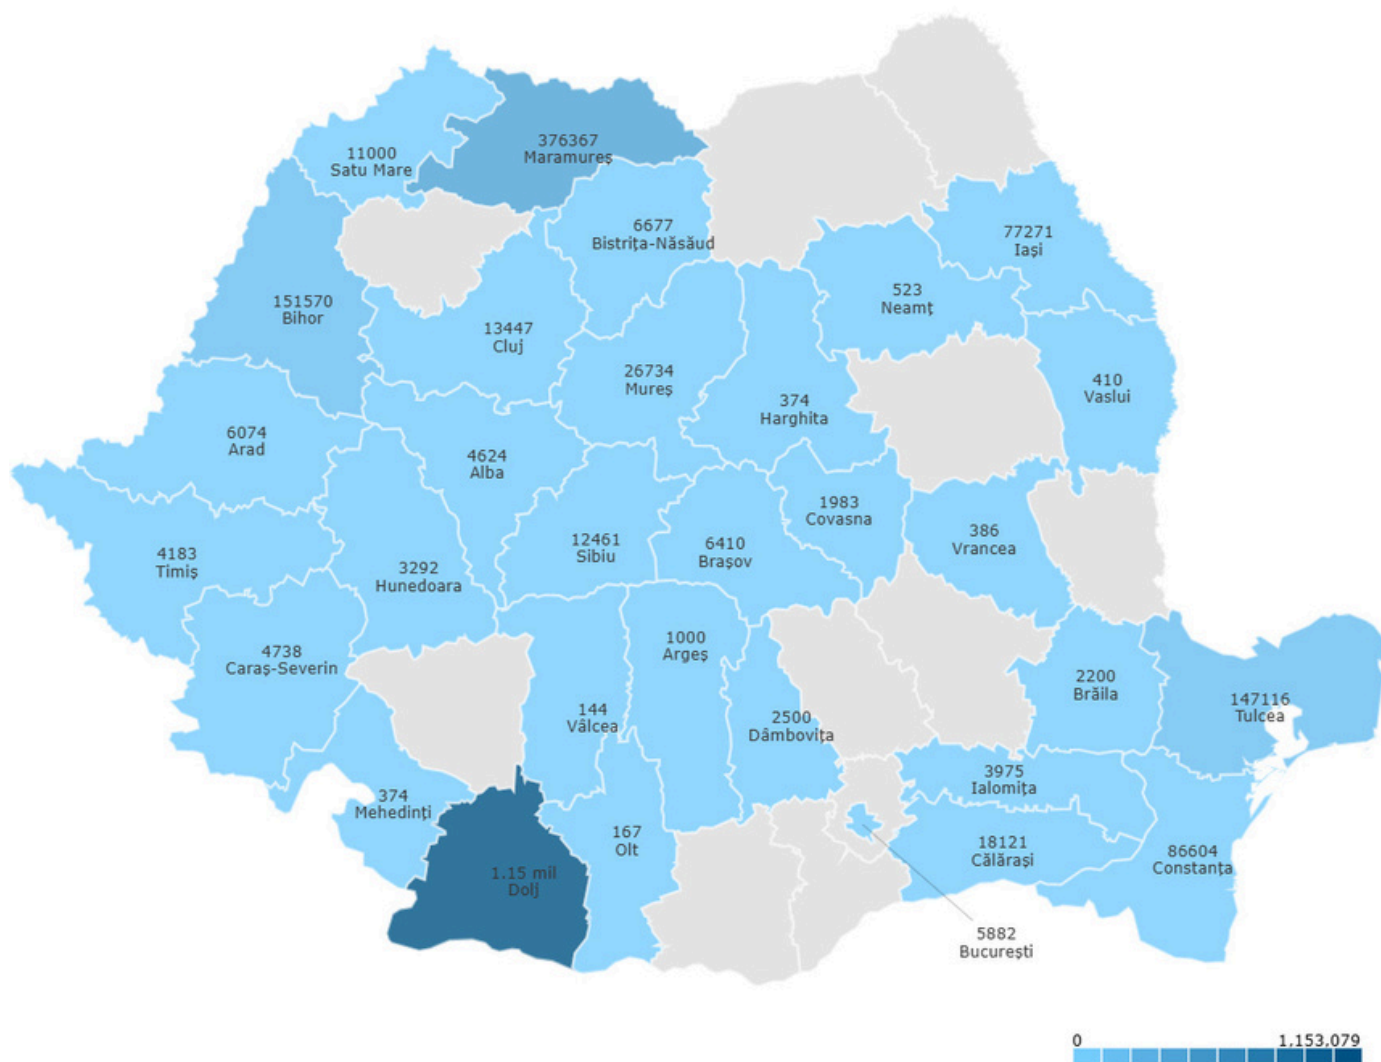 376367
Maramureș
11000
Satu Mare
6677
Bistrița-Năsăud
77271
Iași
523
Neamț
151570
Bihor
13447
Cluj
26734
Mureș
410
Vaslui
374
Harghita
6074
Arad
4624
Alba
1983
Covasna
386
Vrancea
12461
Sibiu
6410
Brașov
4183
Timiș
3292
Hunedoara
1000
Argeș
4738
Caraș-Severin
2200
Brăila
147116
Tulcea
144
Vâlcea
2500
Dâmbovița
3975
Ialomița
374
Mehedinți
167
Olt
18121
Călărași
86604
Constanța
1.15 mil
Dolj
5882
București
0 1,153,079